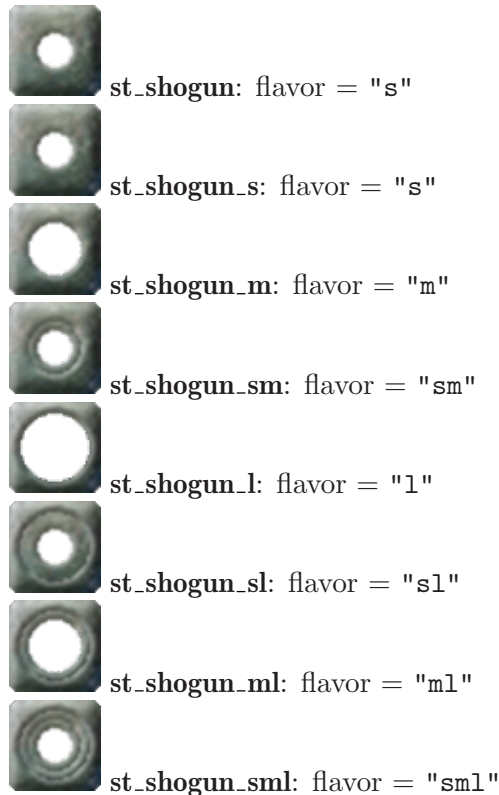 st_shogun: flavor = "s"
st_shogun_s: flavor = "s"
st_shogun_m: flavor = "m"
st_shogun_sm: flavor = "sm"
st_shogun_l: flavor = "l"
st_shogun_sl: flavor = "sl"
st_shogun_ml: flavor = "ml"
st_shogun_sml: flavor = "sml"